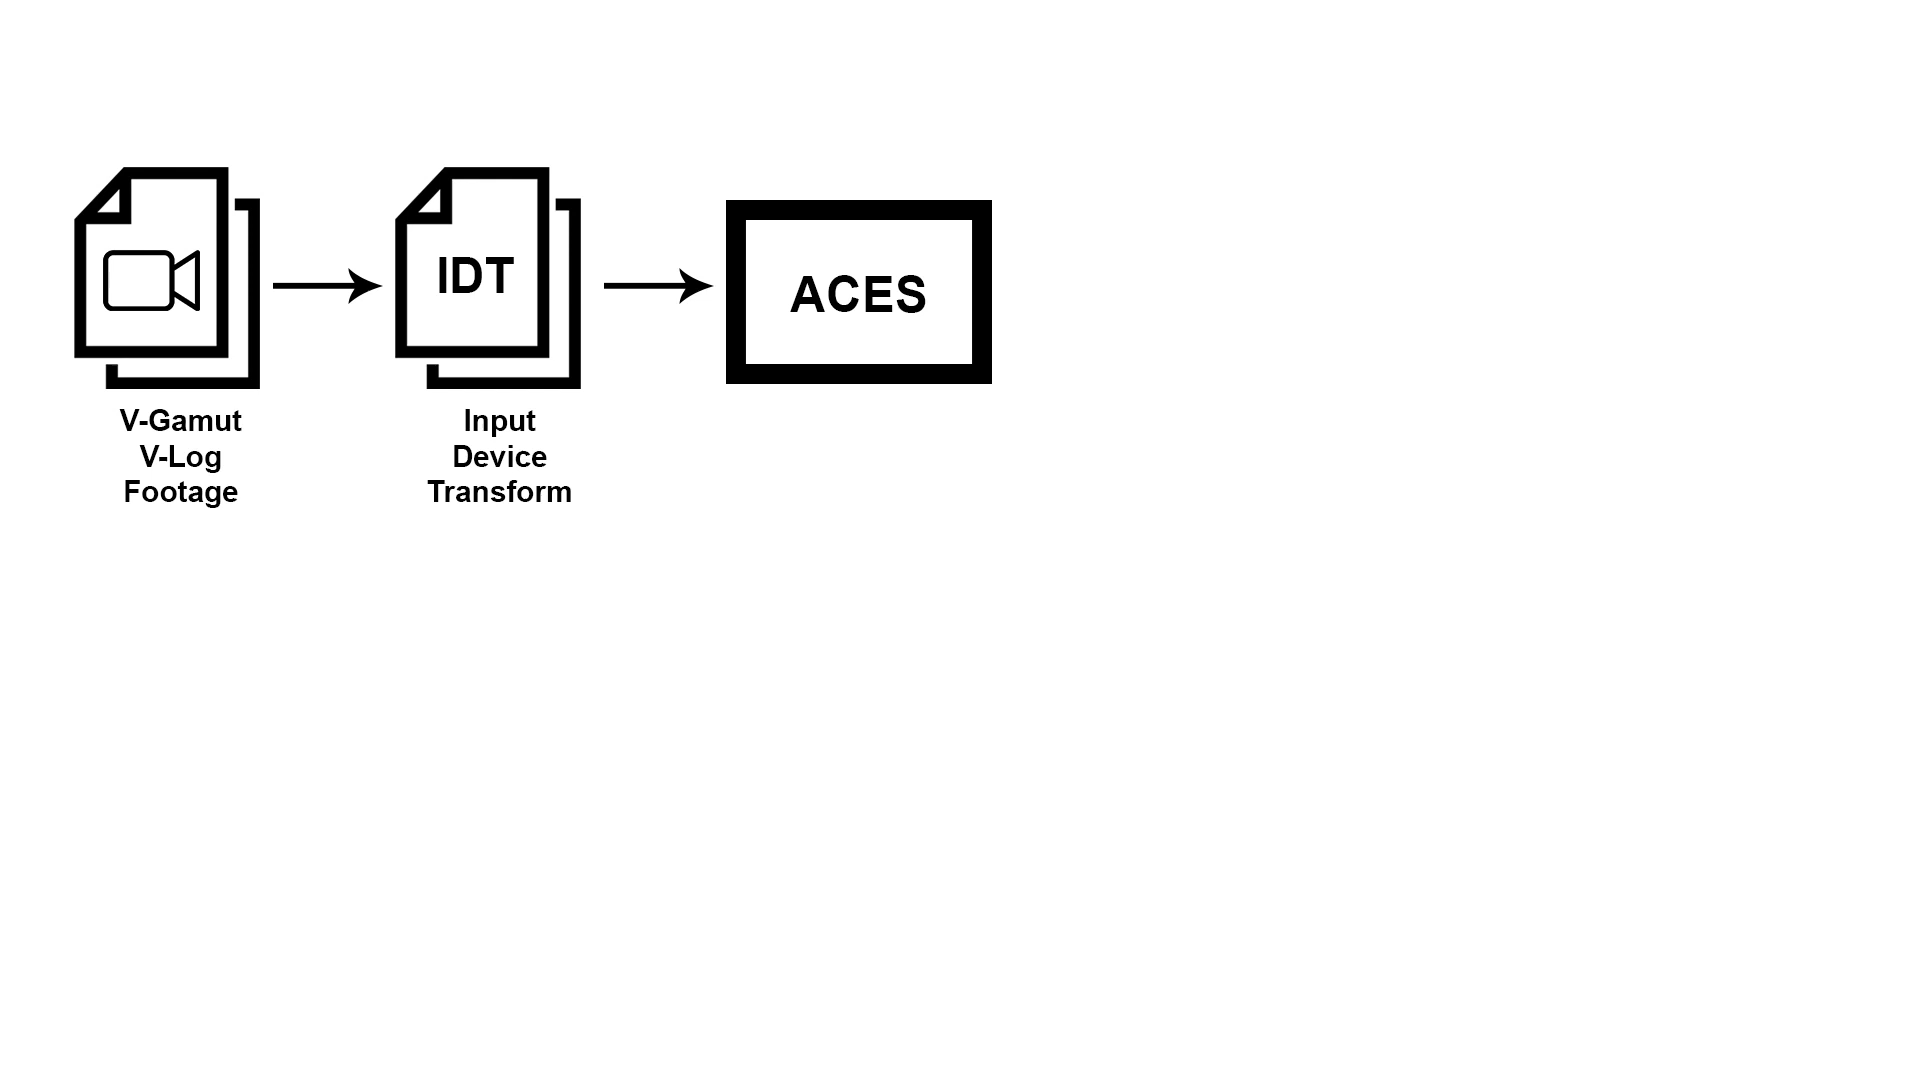 IDT
ACES
V-Gamut
V-Log
Footage
Input
Device
Transform